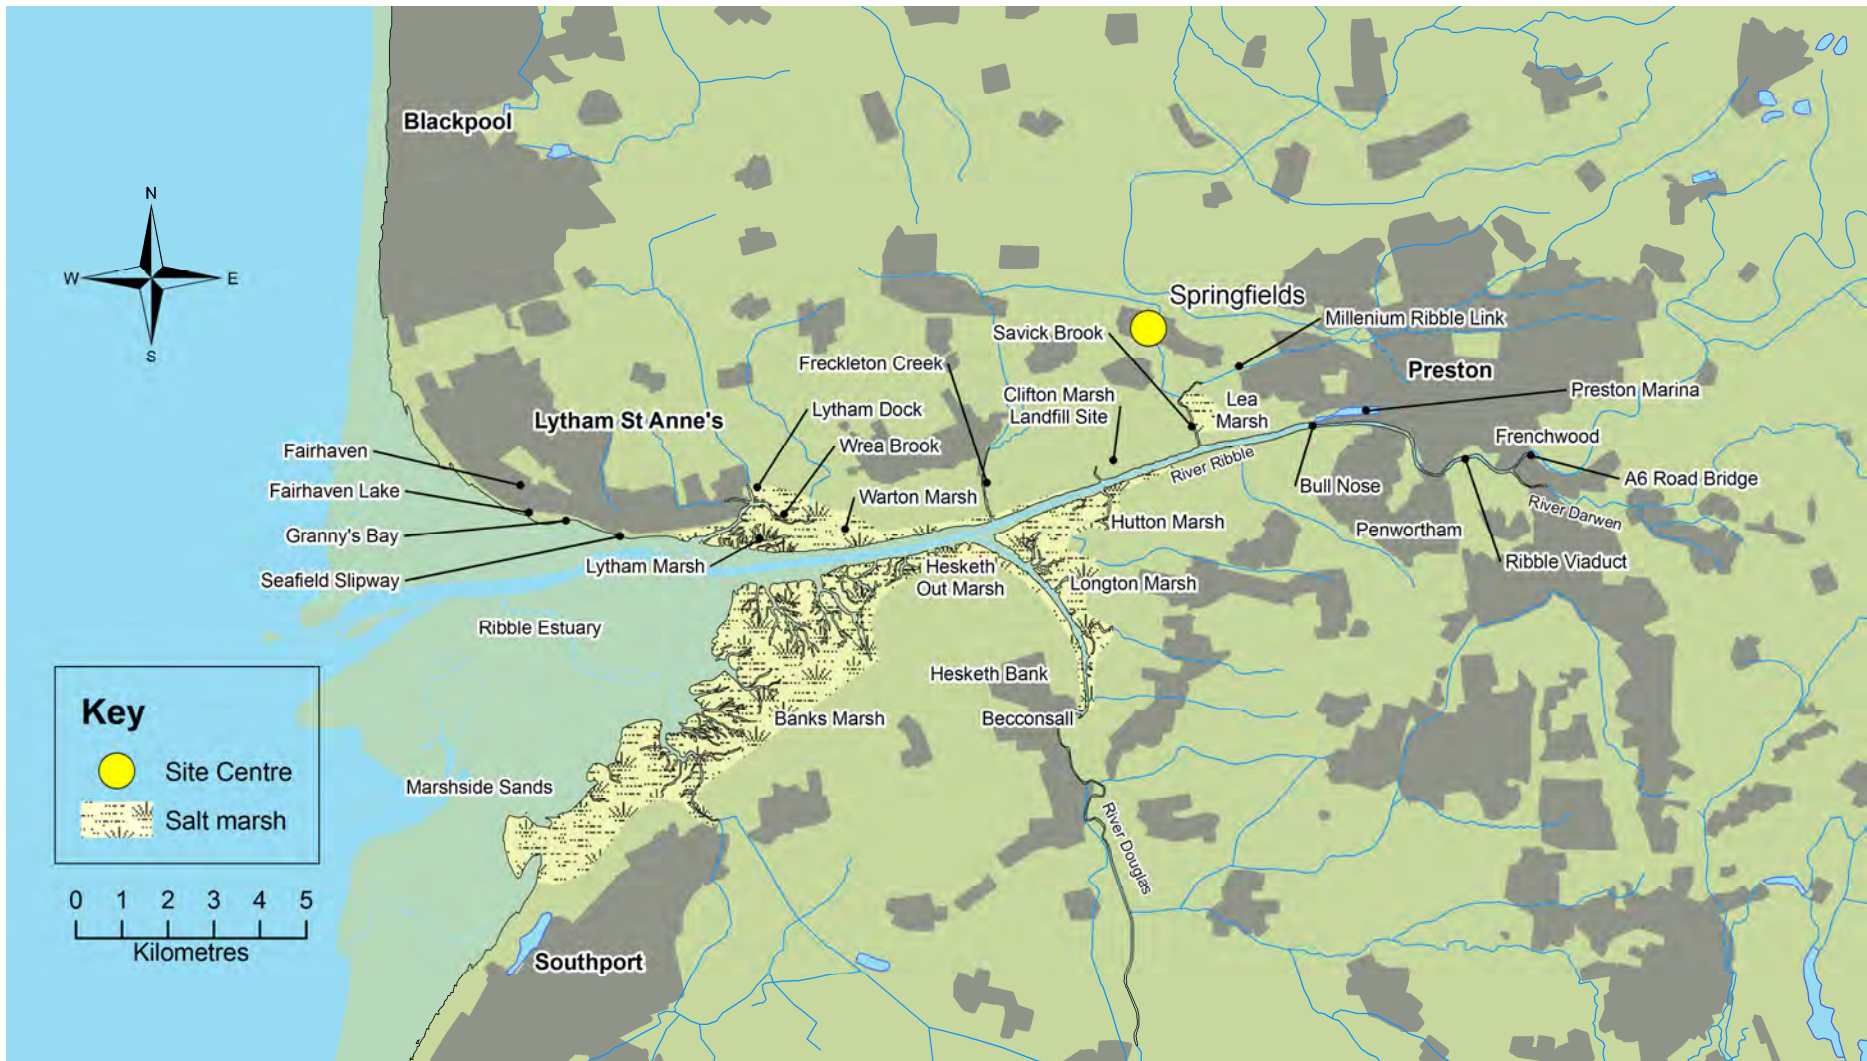 Blackpool
N
W
E
S
Springfields
Savick Brook
Millenium Ribble Link
Freckleton Creek
Preston
Clifton Marsh
Landfill Site
Lea
Marsh
Preston Marina
Lytham St Anne's
Lytham Dock
Wrea Brook
Fairhaven
Frenchwood
River Ribble
Fairhaven Lake
Warton Marsh
Bull Nose
A6 Road Bridge
Granny's Bay
Hutton Marsh
Penwortham
River Darwen
Seafield Slipway
Lytham Marsh
Hesketh
Out Marsh
Longton Marsh
Ribble Viaduct
Ribble Estuary
Hesketh Bank
Banks Marsh
Becconsall
Marshside Sands
River Douglas
Key
Site Centre
Salt marsh
0 1 2 3 4 5
Kilometres
Southport